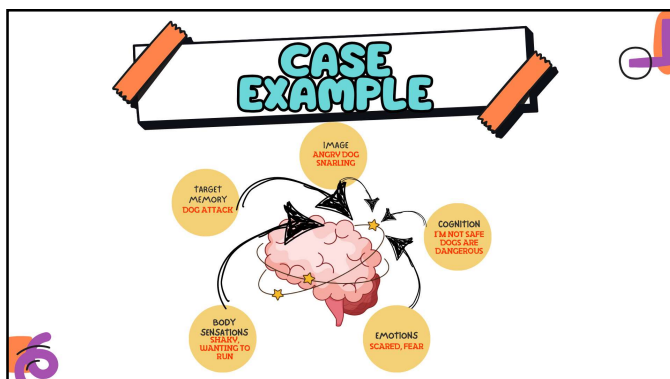 CASE
EXAMPLE
IMAGE
ANGRY DOG
SNARLING
TARGET
MEMORY
DOG ATTACK
COGNITION
I'M NOT SAFE
DOGS ARE
DANGEROUS
BODY
SENSATIONS
SHAKY,
WANTING TO
RUN
EMOTIONS
SCARED, FEAR